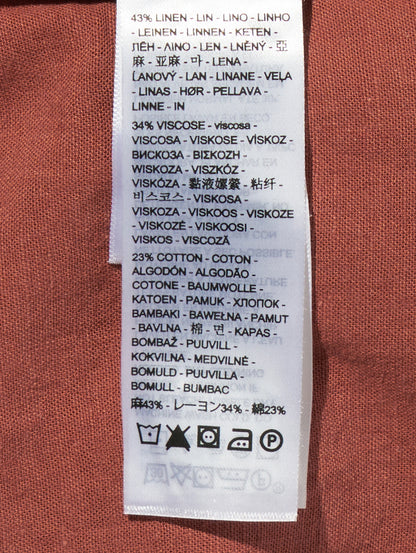 43% LINEN - LIN - LINO - LINHO
- LEINEN - LINNEN - KETEN -
ЛЁН - ΛΙΝΟ - LEN - LNĚNÝ - 亞
麻 - 亚麻 - 마 - LENA -
ĽANOVÝ - LAN - LINANE - VEĻA
- LINAS - HØR - PELLAVA -
LINNE - IN
34% VISCOSE - viscosa -
VISCOSA - VISKOSE - VİSKOZ -
ВИСКОЗА - ΒΙΣΚΟΖΗ -
WISKOZA - VISZKÓZ -
VISKÓZA - 黏液嫘縈 - 粘纤 -
비스코스 - VISKOSA -
VISKOZA - VISKOOS - VISKOZE
- VISKOZĖ - VISKOOSI -
VISKOS - VISCOZĂ
23% COTTON - COTON -
ALGODÓN - ALGODÃO -
COTONE - BAUMWOLLE -
KATOEN - PAMUK - ХЛОПОК -
BAMBAKI - BAWEŁNA - PAMUT
- BAVLNA - 棉 - 면 - KAPAS -
BOMBAŽ - PUUVILL -
KOKVILNA - MEDVILNĖ -
BOMULD - PUUVILLA -
BOMULL - BUMBAC
麻43% - レーヨン34% - 綿23%